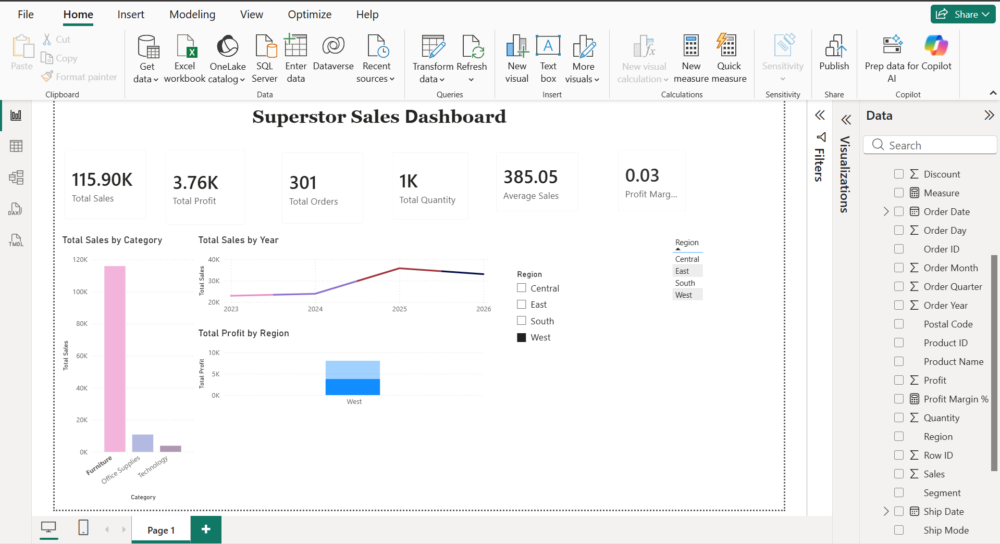 File Home Insert Modeling View Optimize Help Share
Paste
Cut
Copy
Format painter
Clipboard
Get data
Excel workbook
OneLake catalog
SQL Server
Enter data
Dataverse
Recent sources
Data
Transform data
Refresh
Queries
New visual
Text box
More visuals
Insert
New visual calculation
New measure
Quick measure
Calculations
Sensitivity
Sensitivity
Publish
Share
Prep data for AI
Copilot
Copilot
DAX
TMDL
Superstor Sales Dashboard
115.90K
Total Sales
3.76K
Total Profit
301
Total Orders
1K
Total Quantity
385.05
Average Sales
0.03
Profit Marg...
Total Sales by Category
120K
100K
80K
60K
40K
20K
0K
Total Sales
Furniture
Office Supplies
Technology
Category
Total Sales by Year
40K
30K
20K
Total Sales
2023 2024 2025 2026
Total Profit by Region
10K
5K
0K
Total Profit
West
Region
Central
East
South
West
Region
Central
East
South
West
Filters
Visualizations
Data
Search
Discount
Measure
Order Date
Order Day
Order ID
Order Month
Order Quarter
Order Year
Postal Code
Product ID
Product Name
Profit
Profit Margin %
Quantity
Region
Row ID
Sales
Segment
Ship Date
Ship Mode
Page 1